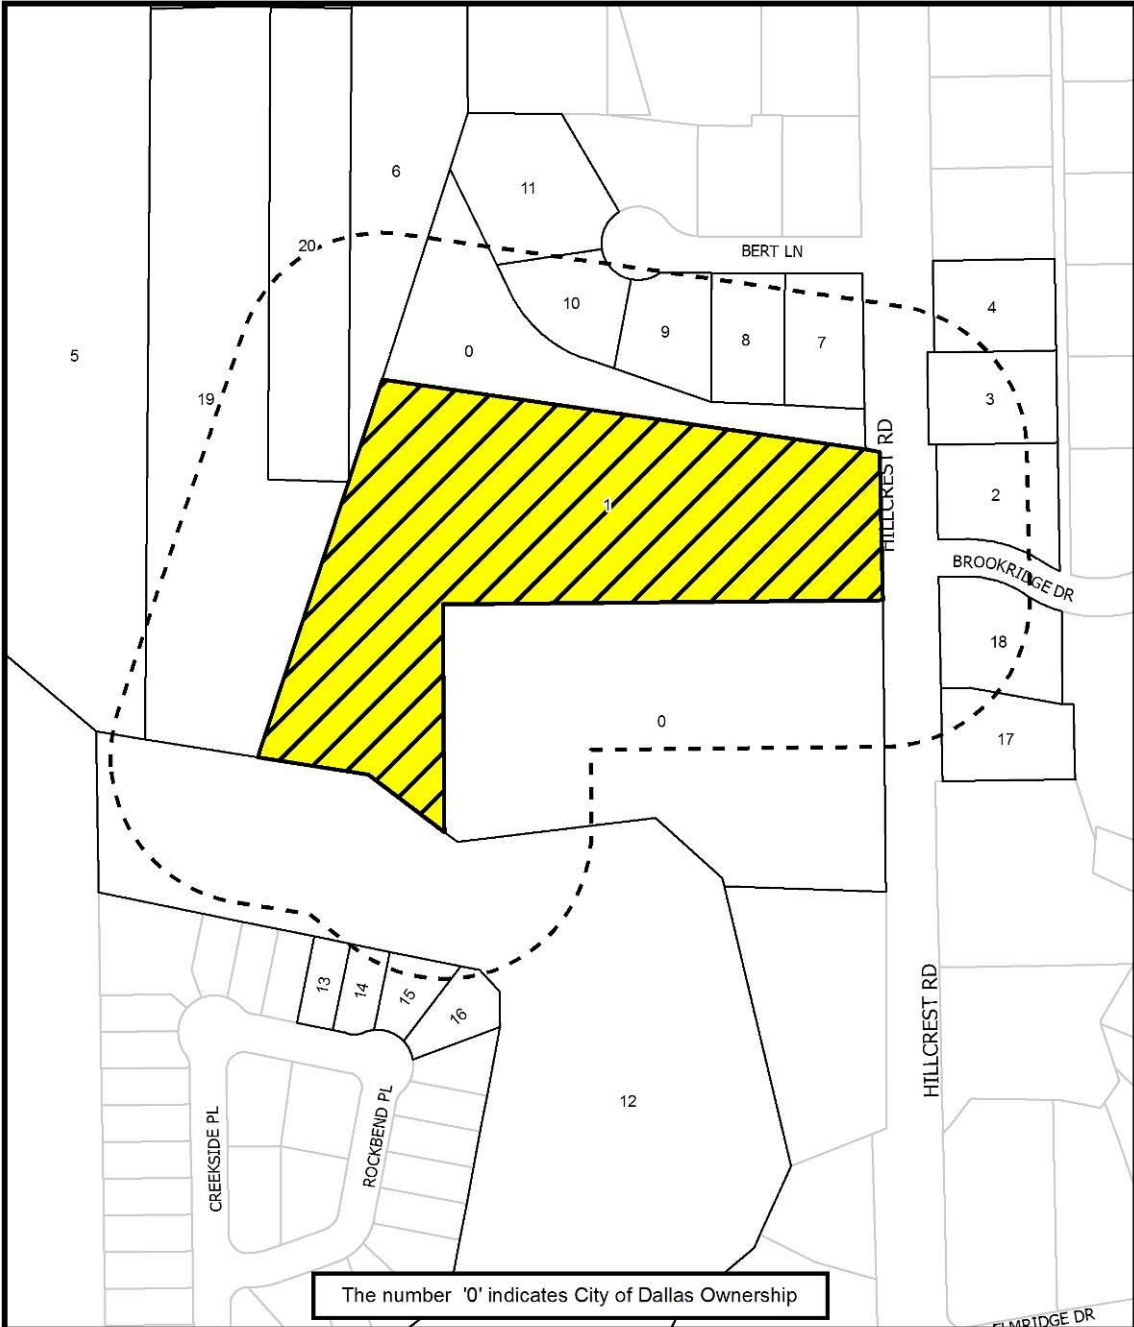 6
11
20
BERT LN
4
10
9
8
7
0
5
3
19
HILLCREST RD
2
1
BROOKRIDGE DR
18
0
17
13
14
15
16
HILLCREST RD
12
CREEKSIDE PL
ROCKBEND PL
The number '0' indicates City of Dallas Ownership
ELMRIDGE DR